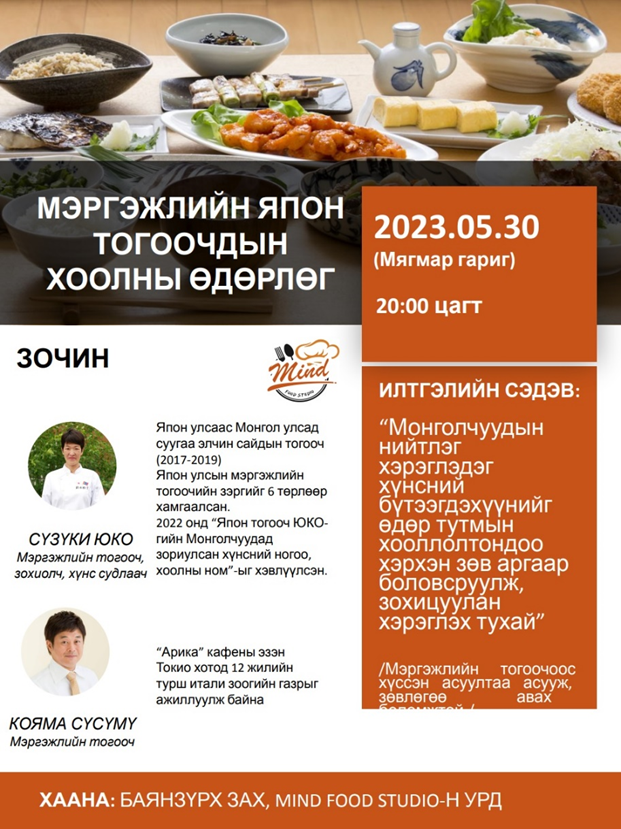 МЭРГЭЖЛИЙН ЯПОН
ТОГООЧДЫН
ХООЛНЫ ӨДӨРЛӨГ
2023.05.30
(Мягмар гариг)
20:00 цагт
ЗОЧИН
Mind
FOOD STUDIO
Япон улсаас Монгол улсад
суугаа элчин сайдын тогооч
(2017-2019)
Япон улсын мэргэжлийн
тогоочийн зэргийг 6 төрлөөр
хамгаалсан.
2022 онд “Япон тогооч ЮКО-
гийн Монголчуудад
зориулсан хүнсний ногоо,
хоолны ном”-ыг хэвлүүлсэн.
СҮЗҮКИ ЮКО
Мэргэжлийн тогооч,
зохиолч, хүнс судлаач
“Арика” кафены эзэн
Токио хотод 12 жилийн
турш итали зоогийн газрыг
ажиллуулж байна
КОЯМА СҮСҮМҮ
Мэргэжлийн тогооч
ИЛТГЭЛИЙН СЭДЭВ:
“Монголчуудын
нийтлэг
хэрэглэдэг
хүнсний
бүтээгдэхүүнийг
өдөр тутмын
хооллолтондоо
хэрхэн зөв аргаар
боловсруулж,
зохицуулан
хэрэглэх тухай”
/Мэргэжлийн тогоочоос
хүссэн асуултаа асууж,
зөвлөгөө авах
боломжтой./
ХААНА: БАЯНЗҮРХ ЗАХ, MIND FOOD STUDIO-Н УРД